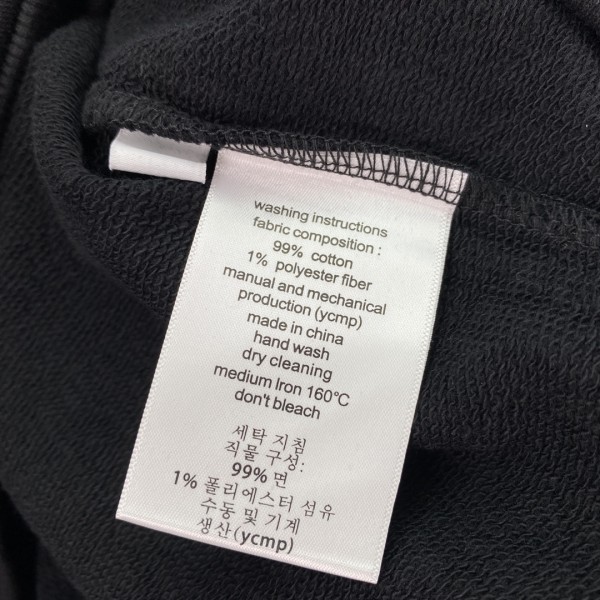 washing instructions
fabric composition :
99% cotton
1% polyester fiber
manual and mechanical
production (ycmp)
made in china
hand wash
dry cleaning
medium Iron 160°C
don't bleach
세탁 지침
직물 구성:
99% 면
1% 폴리에스터 섬유
수동 및 기계
생산(ycmp)